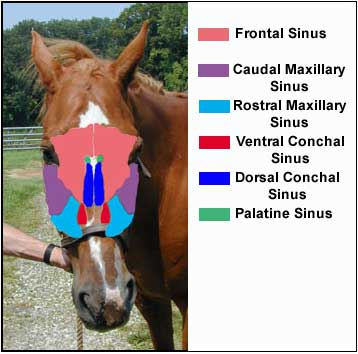 Frontal Sinus
Caudal Maxillary
Sinus
Rostral Maxillary
Sinus
Ventral Conchal
Sinus
Dorsal Conchal
Sinus
Palatine Sinus